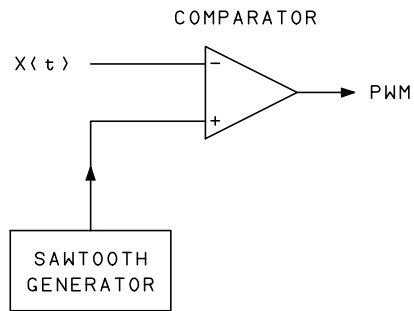 COMPARATOR
X(t)
-
+
PWM
SAWTOOTH
GENERATOR